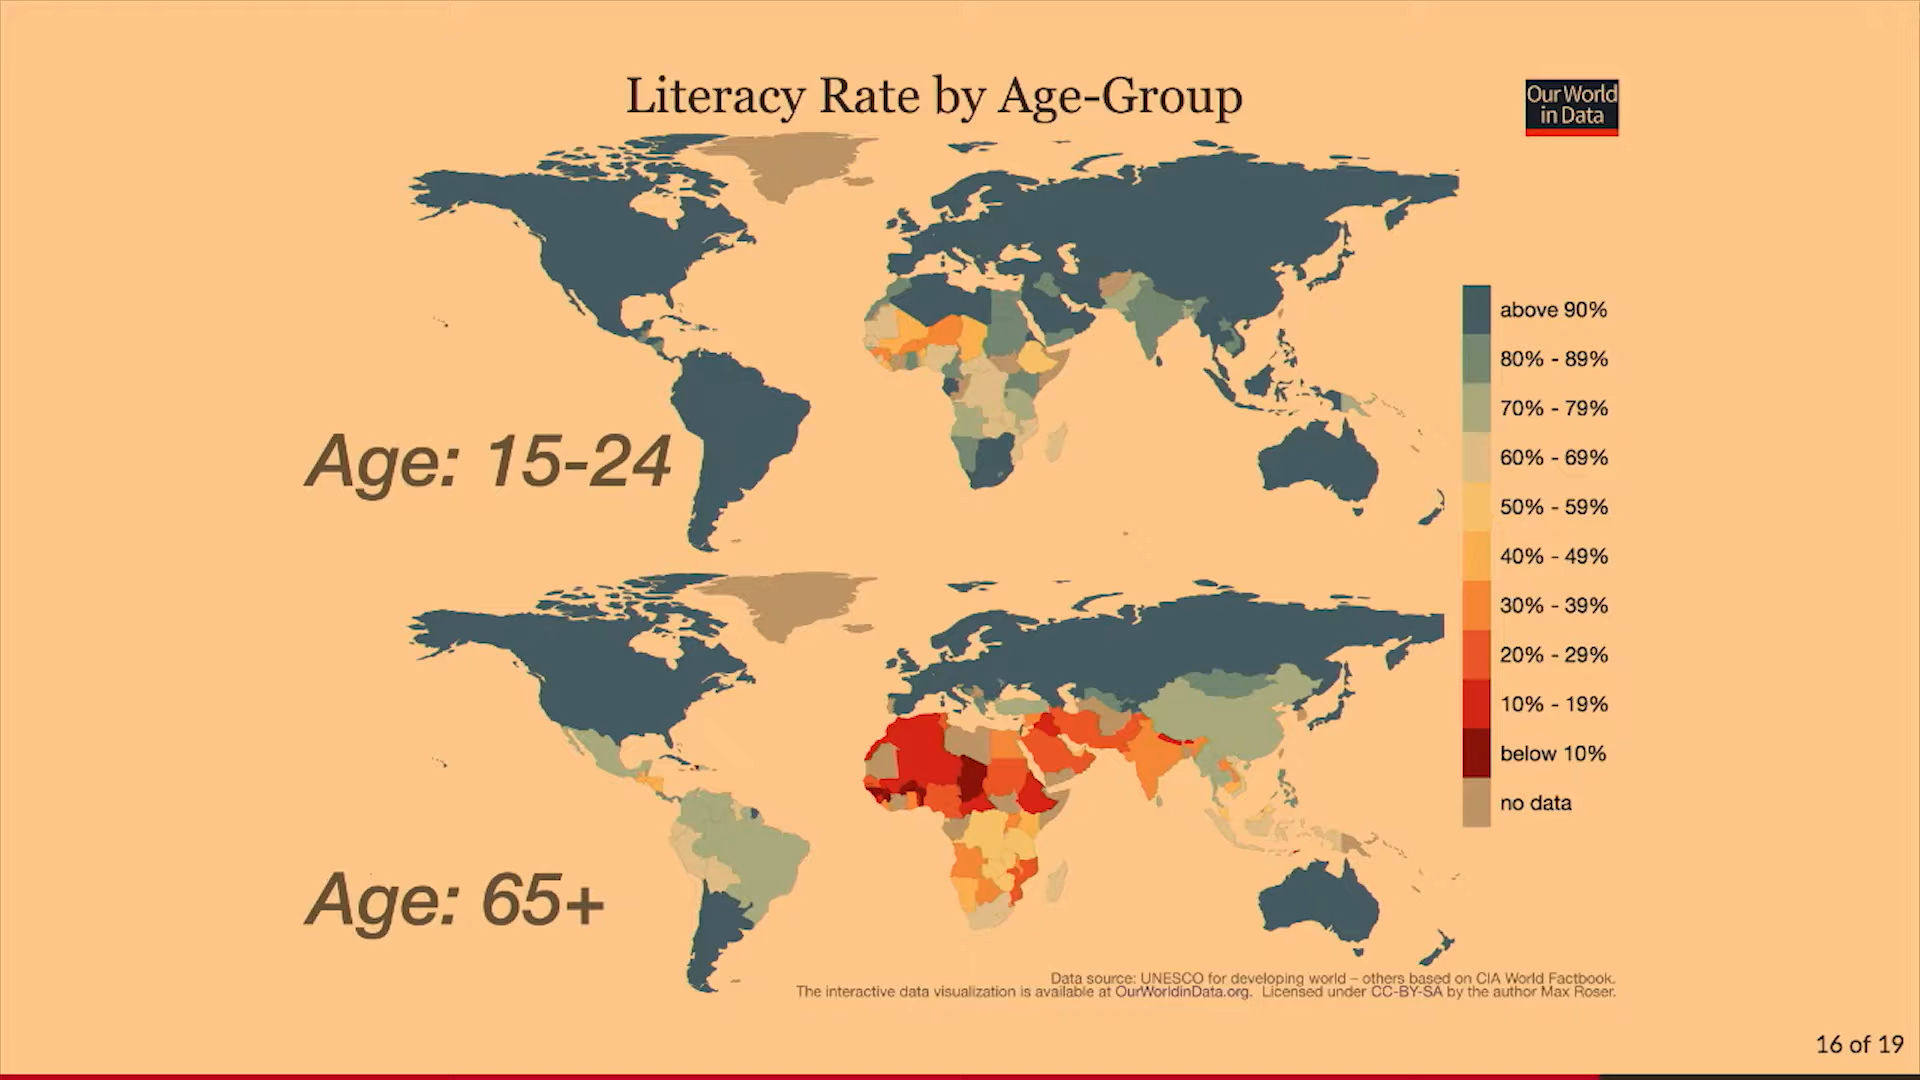 Literacy Rate by Age-Group
Our World
in Data
Age: 15-24
above 90%
80% - 89%
70% - 79%
60% - 69%
50% - 59%
40% - 49%
30% - 39%
20% - 29%
10% - 19%
below 10%
no data
Age: 65+
Data source: UNESCO for developing world – others based on CIA World Factbook.
The interactive data visualization is available at OurWorldinData.org. Licensed under CC-BY-SA by the author Max Roser.
16 of 19